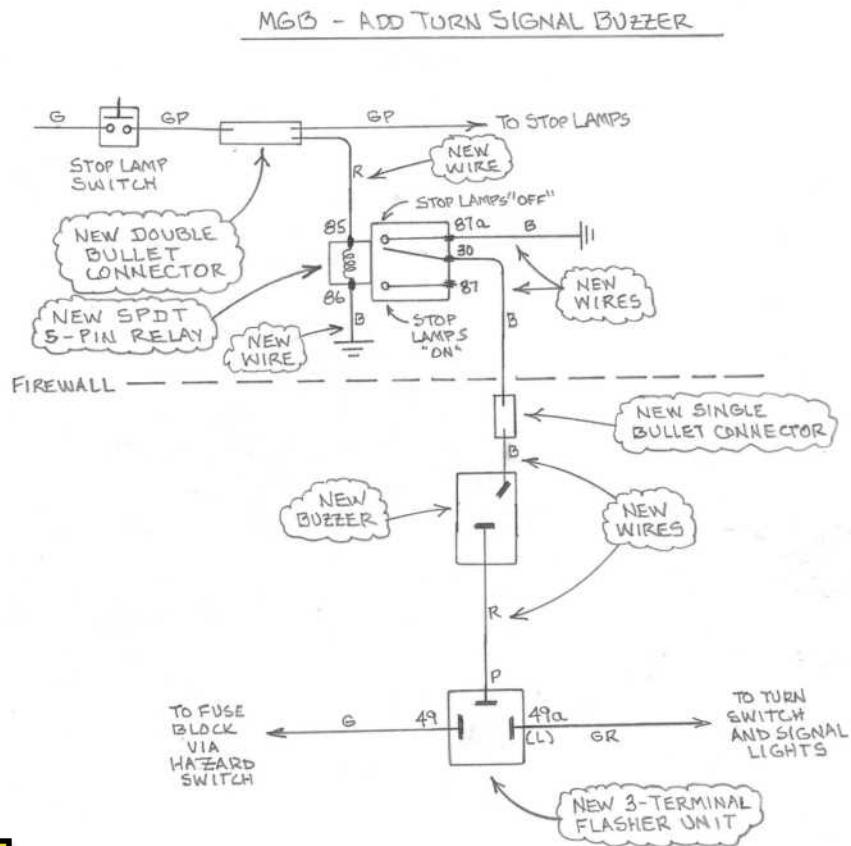 MGB - ADD TURN SIGNAL BUZZER
G
GP
GP
TO STOP LAMPS
STOP LAMP
SWITCH
NEW
WIRE
R
STOP LAMPS "OFF"
NEW DOUBLE
BULLET
CONNECTOR
85
87a
B
30
86
87
NEW SPDT
5-PIN RELAY
NEW
WIRES
NEW
WIRE
B
STOP
LAMPS
"ON"
B
FIREWALL
NEW SINGLE
BULLET CONNECTOR
B
NEW
BUZZER
NEW
WIRES
R
P
TO FUSE
BLOCK
VIA
HAZARD
SWITCH
G
49
49a
(L)
GR
TO TURN
SWITCH
AND SIGNAL
LIGHTS
NEW 3-TERMINAL
FLASHER UNIT